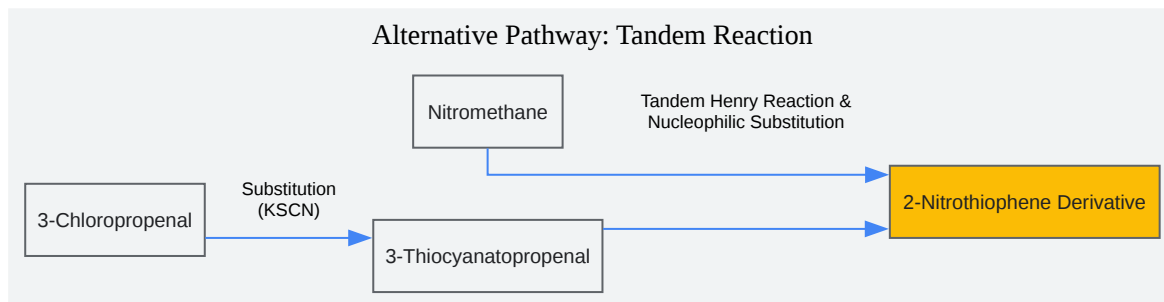 Alternative Pathway: Tandem Reaction
Nitromethane
Tandem Henry Reaction &
Nucleophilic Substitution
3-Chloropropenal
Substitution
(KSCN)
3-Thiocyanatopropenal
2-Nitrothiophene Derivative